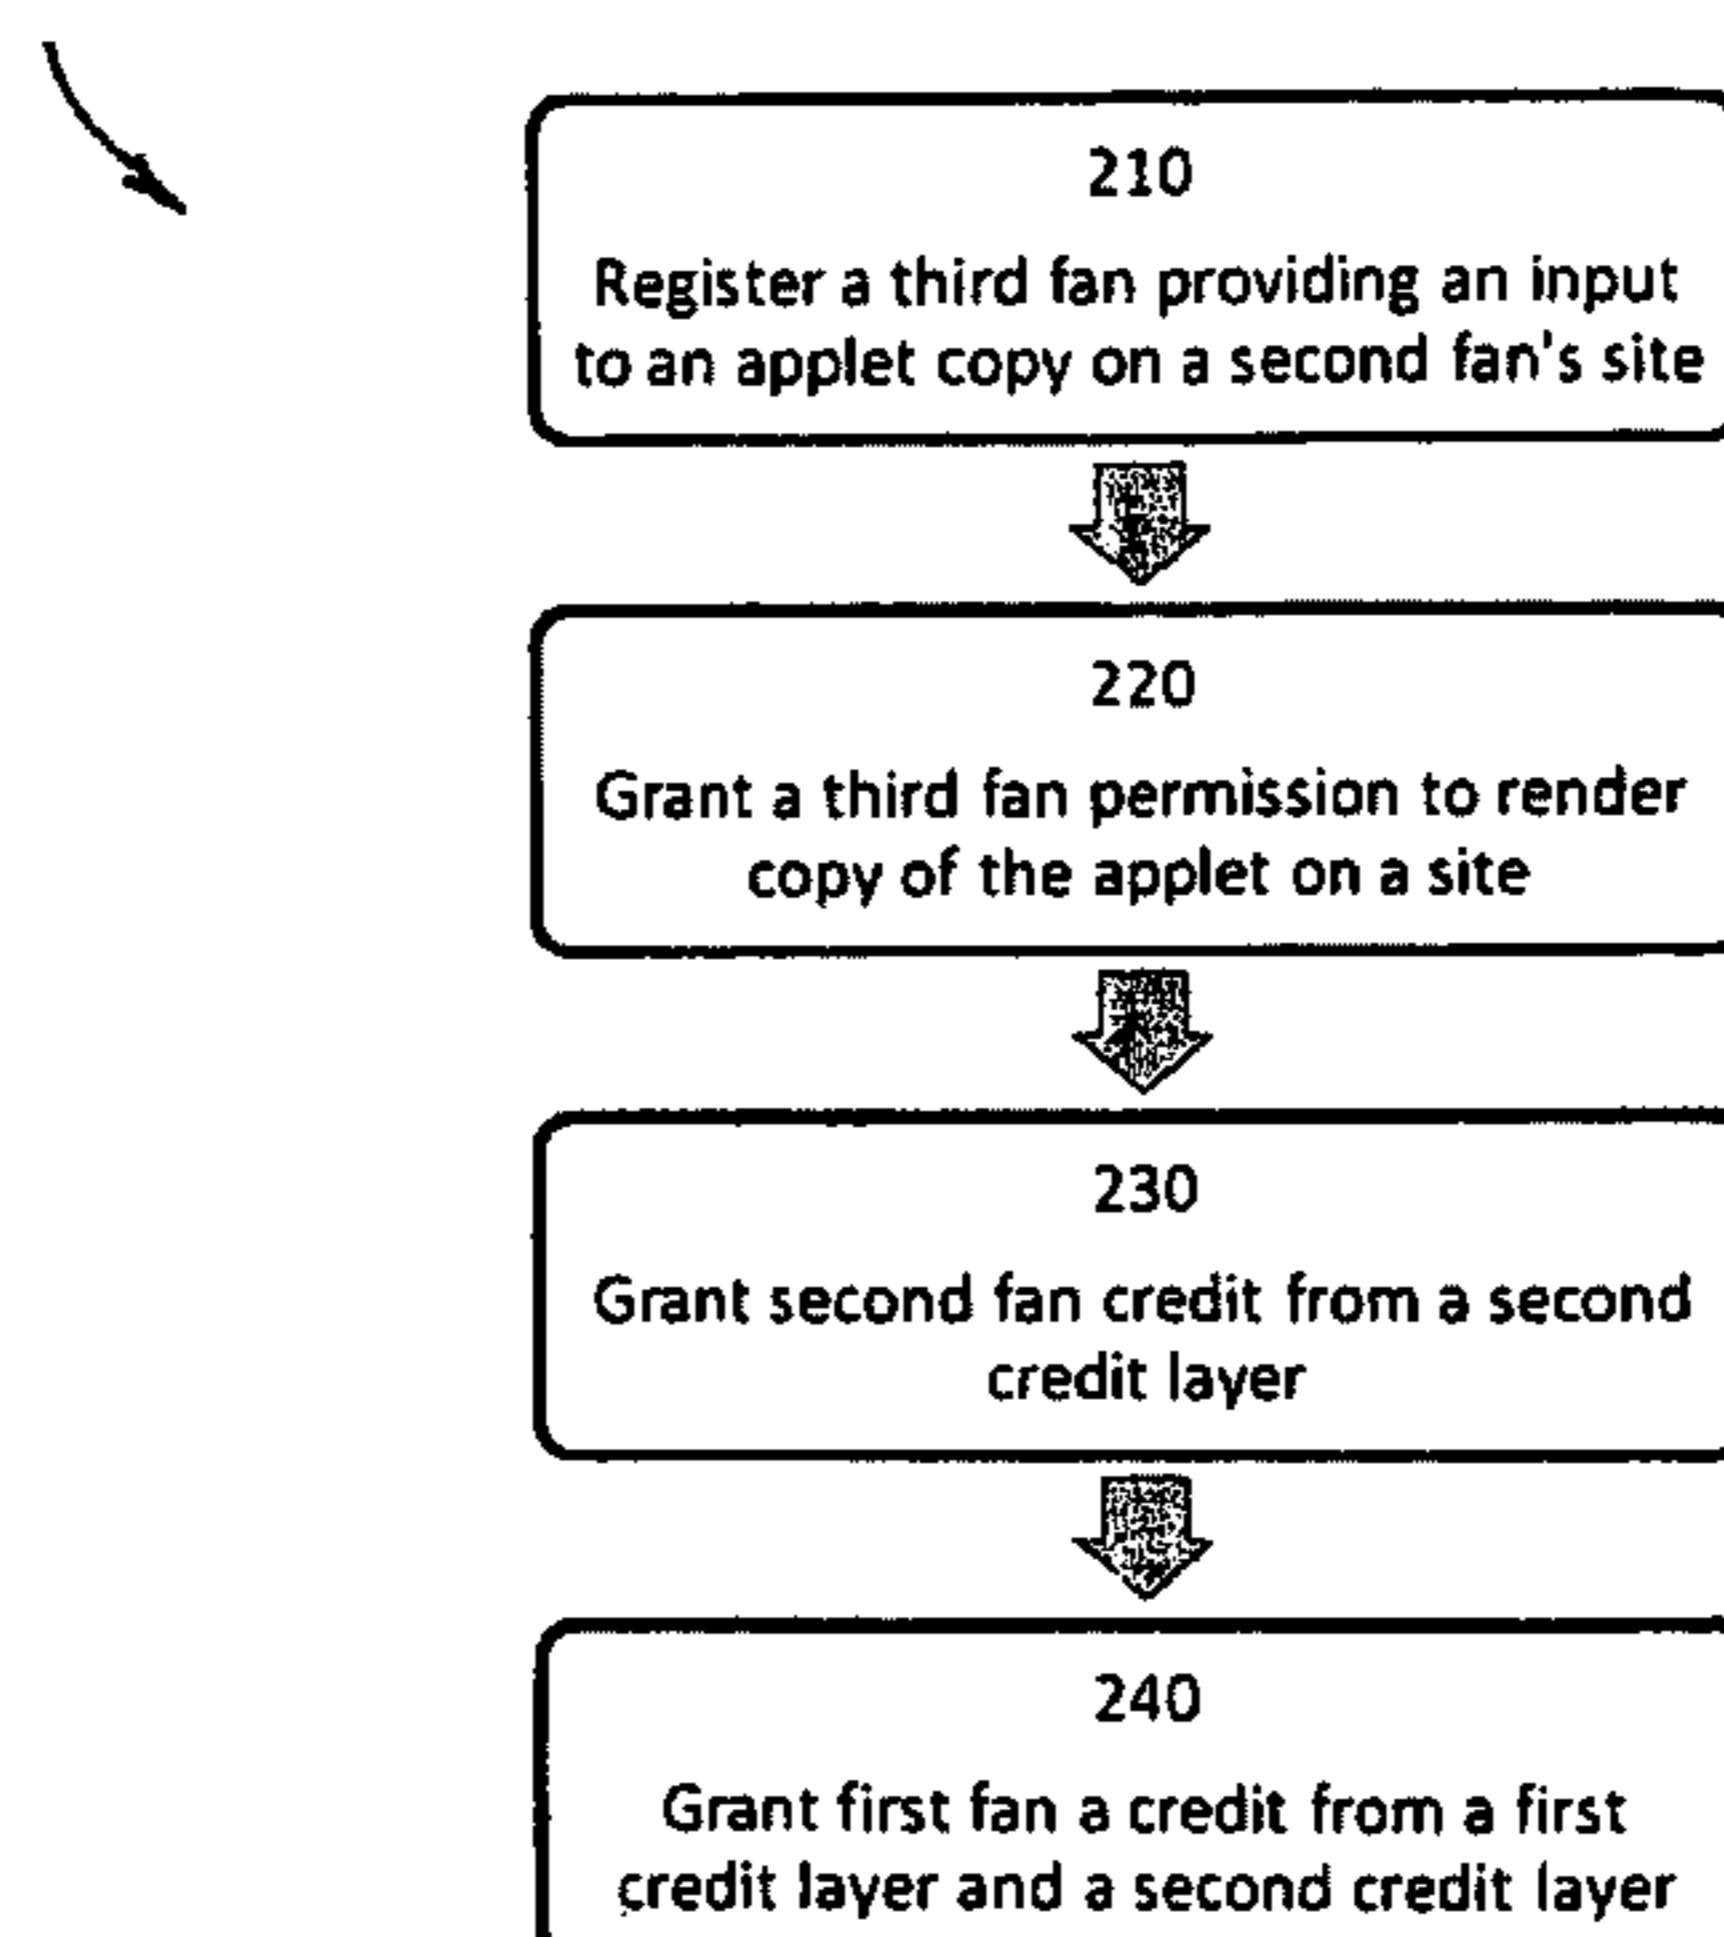 210
Register a third fan providing an input
to an applet copy on a second fan's site
220
Grant a third fan permission to render
copy of the applet on a site
230
Grant second fan credit from a second
credit layer
240
Grant first fan a credit from a first
credit layer and a second credit layer